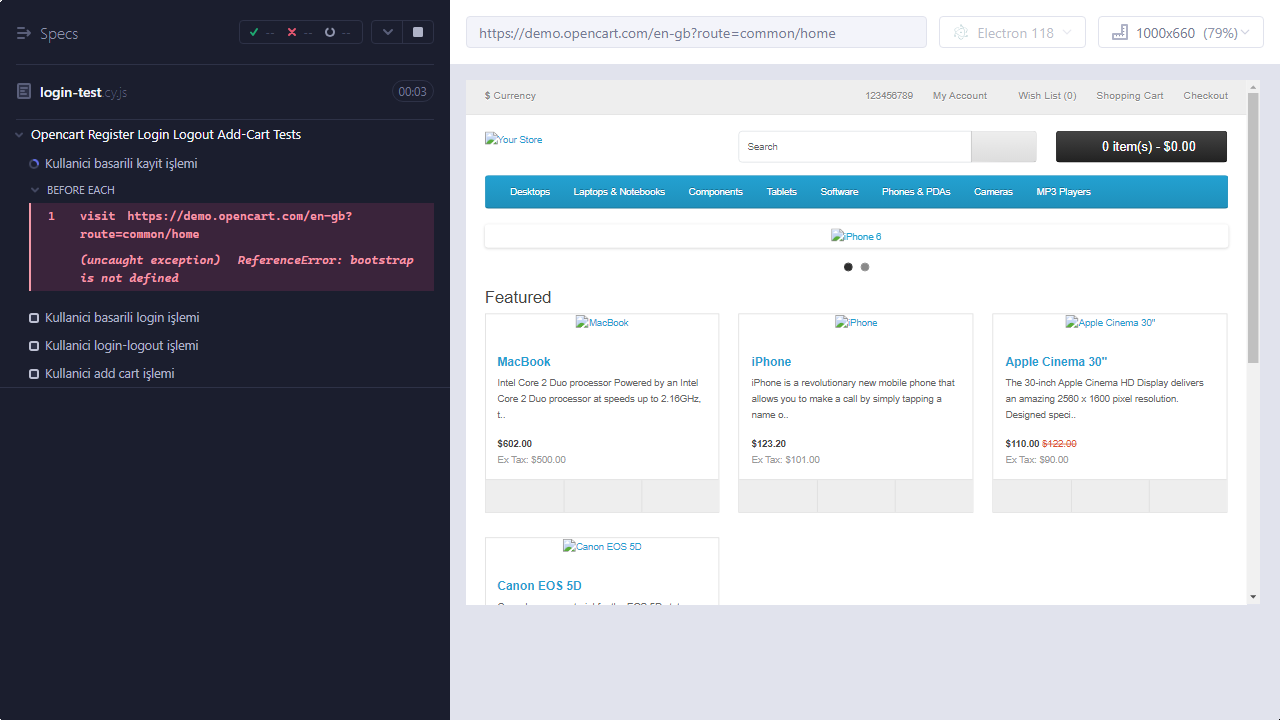 Specs
--
--
--
https://demo.opencart.com/en-gb?route=common/home
Electron 118
1000x660 (79%)
login-test.cy.js
00:03
Opencart Register Login Logout Add-Cart Tests
Kullanici basarili kayit işlemi
BEFORE EACH
1 visit https://demo.opencart.com/en-gb?
route=common/home
(uncaught exception) ReferenceError: bootstrap
is not defined
Kullanici basarili login işlemi
Kullanici login-logout işlemi
Kullanici add cart işlemi
$ Currency
123456789
My Account
Wish List (0)
Shopping Cart
Checkout
Your Store
Search
0 item(s) - $0.00
Desktops
Laptops & Notebooks
Components
Tablets
Software
Phones & PDAs
Cameras
MP3 Players
iPhone 6
Featured
MacBook
MacBook
Intel Core 2 Duo processor Powered by an Intel
Core 2 Duo processor at speeds up to 2.16GHz,
t..
$602.00
Ex Tax: $500.00
iPhone
iPhone
iPhone is a revolutionary new mobile phone that
allows you to make a call by simply tapping a
name o..
$123.20
Ex Tax: $101.00
Apple Cinema 30"
Apple Cinema 30"
The 30-inch Apple Cinema HD Display delivers
an amazing 2560 x 1600 pixel resolution.
Designed speci..
$110.00 $122.00
Ex Tax: $90.00
Canon EOS 5D
Canon EOS 5D